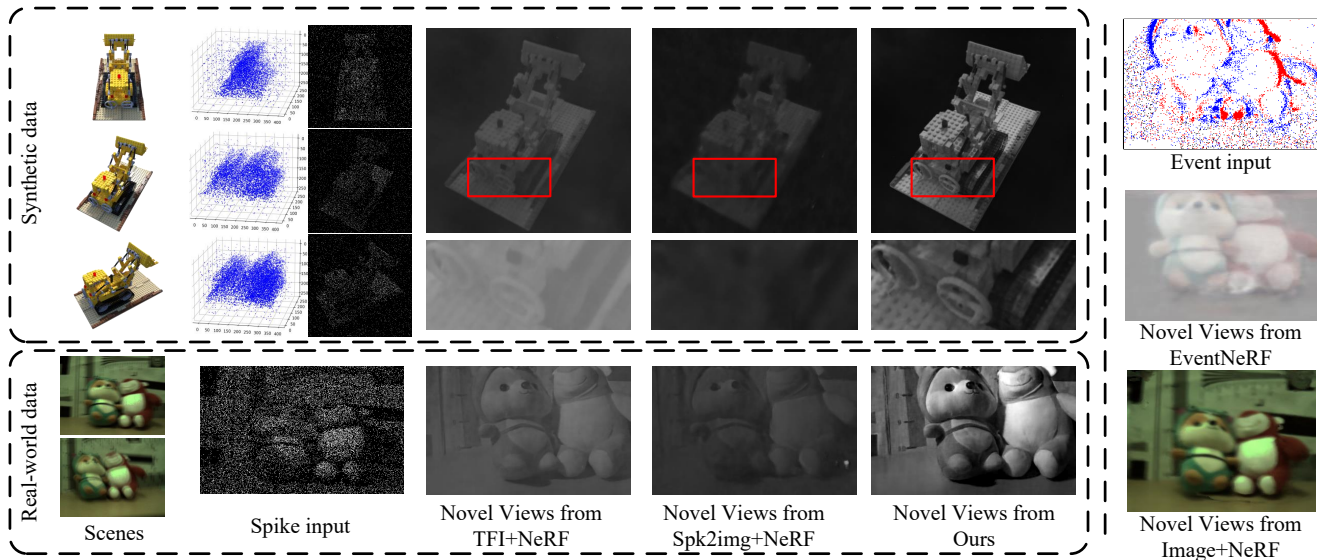 Synthetic data
Real-world data
Scenes
Spike input
Novel Views from
TFI+NeRF
Novel Views from
Spk2img+NeRF
Novel Views from
Ours
Event input
Novel Views from
EventNeRF
Novel Views from
Image+NeRF